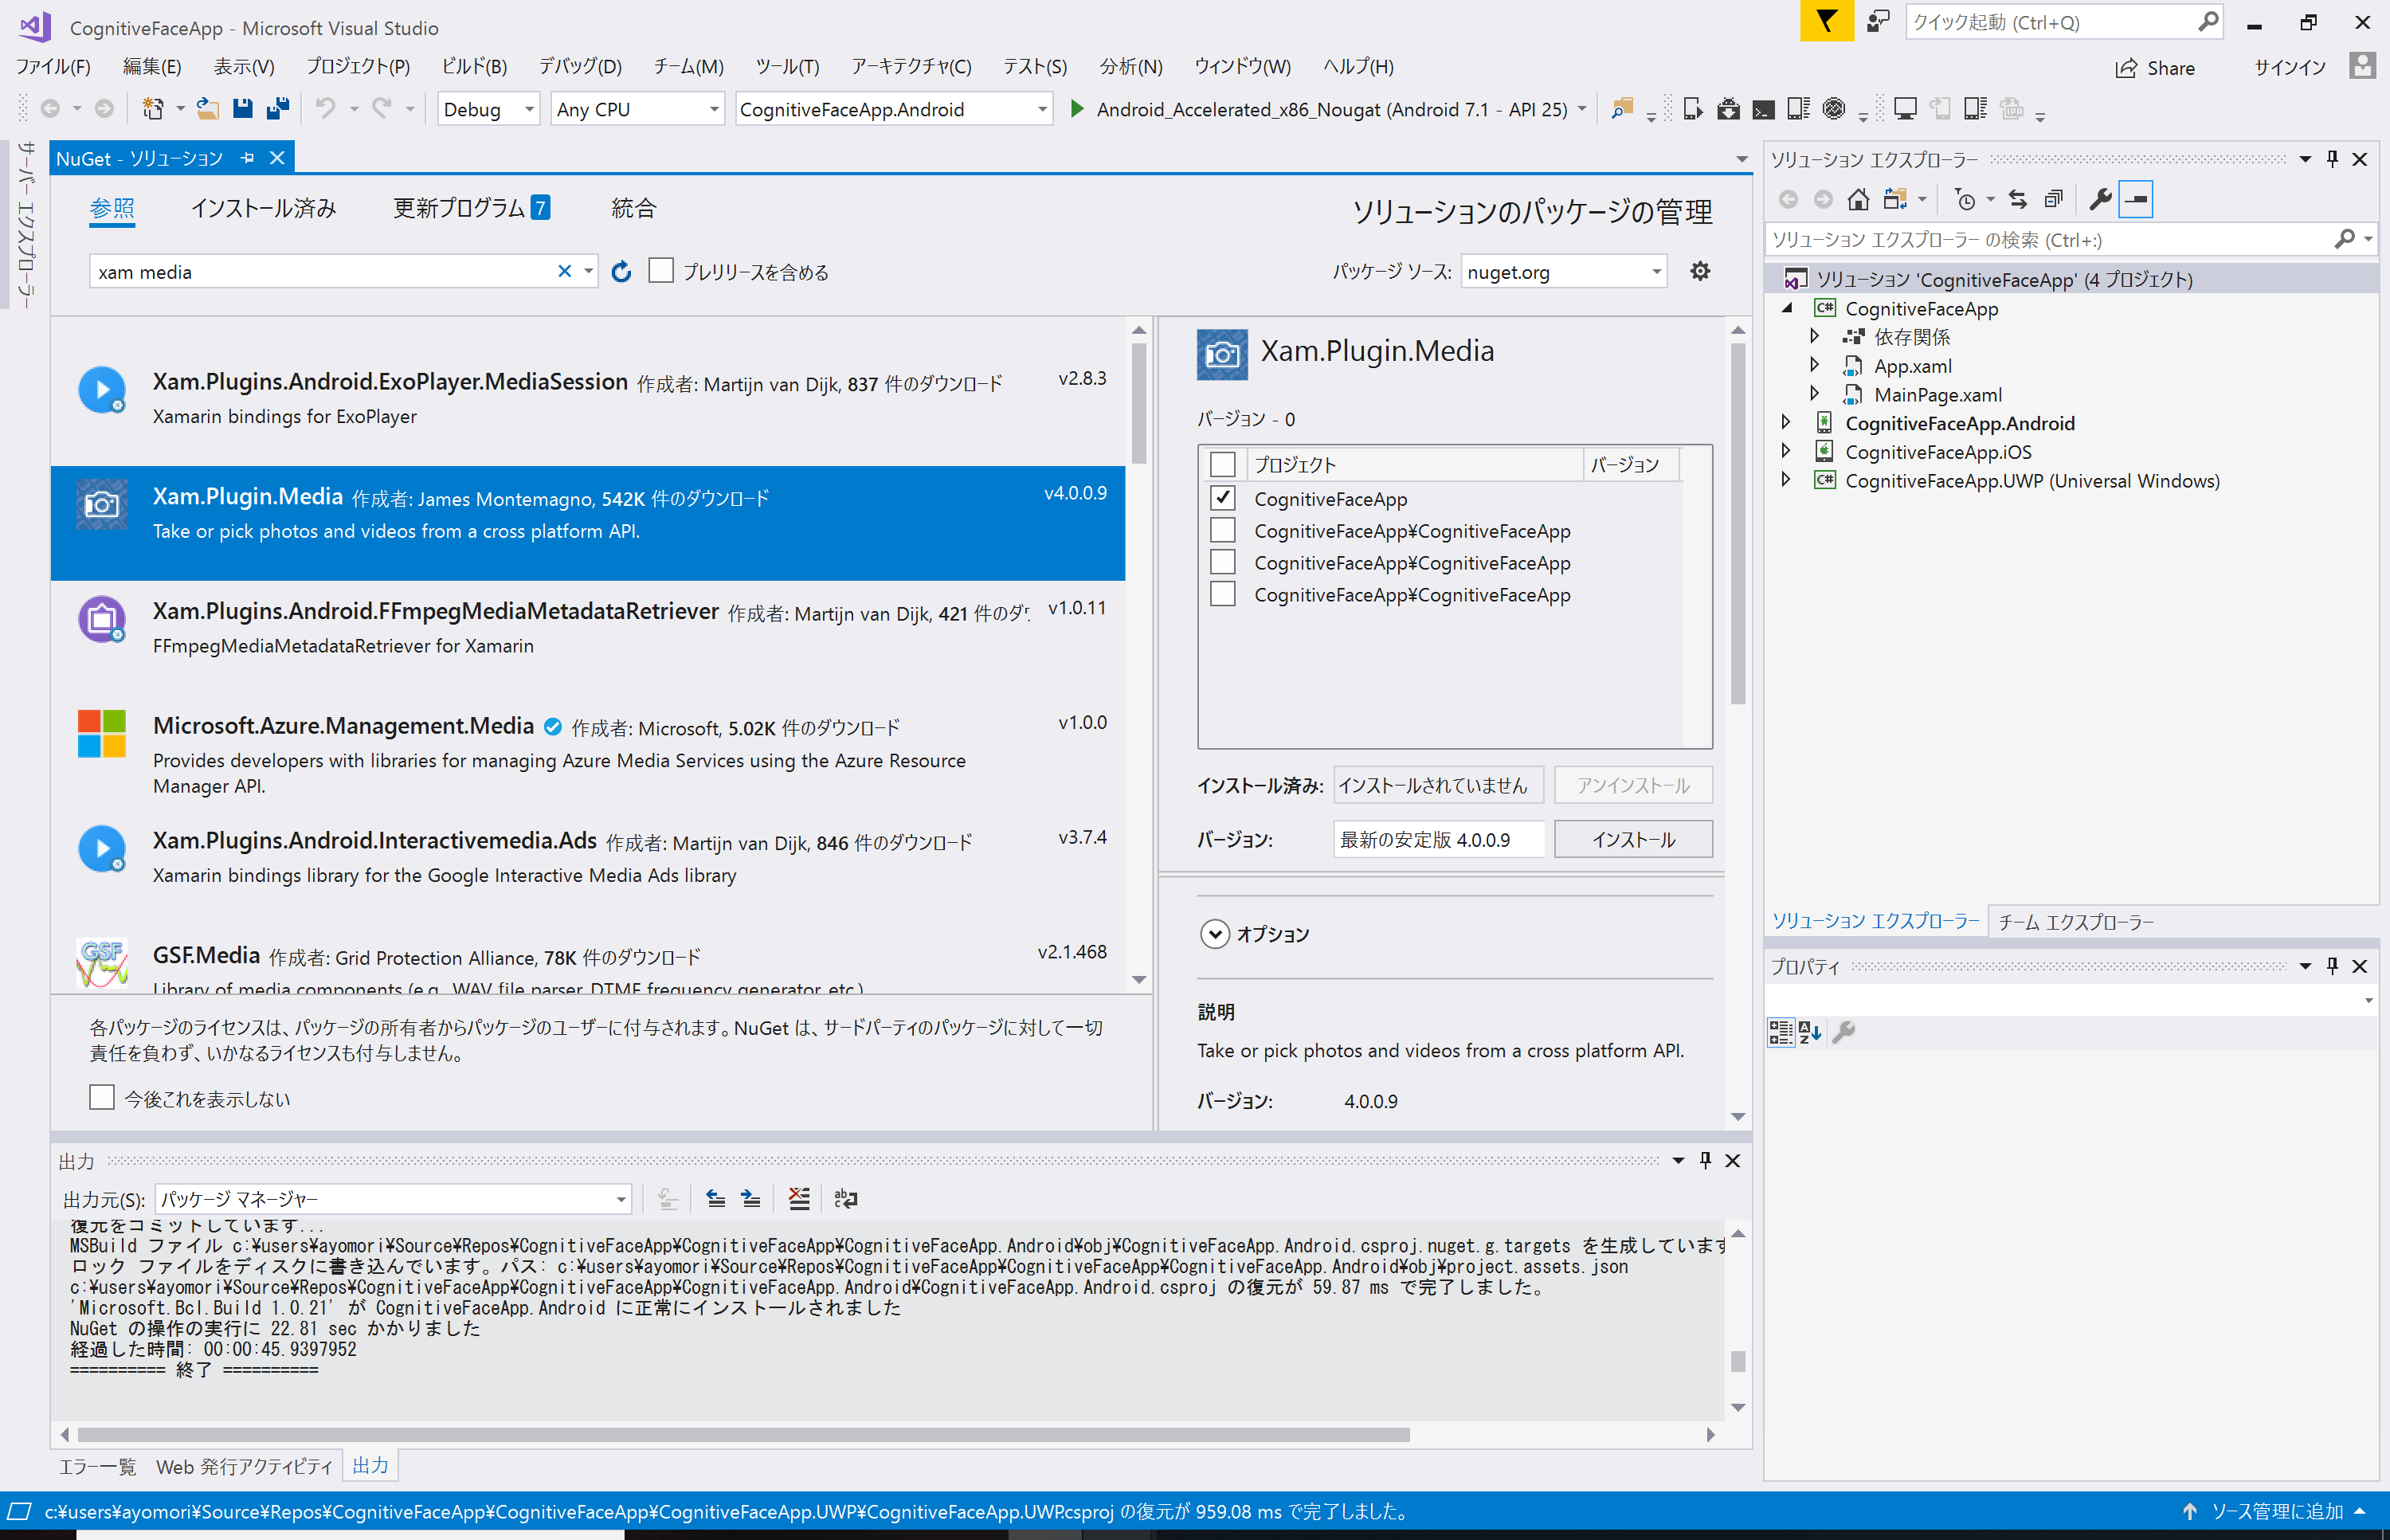 CognitiveFaceApp - Microsoft Visual Studio
クイック起動 (Ctrl+Q)
ファイル(F) 編集(E) 表示(V) プロジェクト(P) ビルド(B) デバッグ(D) チーム(M) ツール(T) アーキテクチャ(C) テスト(S) 分析(N) ウィンドウ(W) ヘルプ(H)
Share サインイン
Debug Any CPU CognitiveFaceApp.Android Android_Accelerated_x86_Nougat (Android 7.1 - API 25)
サーバー エクスプローラー
NuGet - ソリューション
参照 インストール済み 更新プログラム 7 統合
ソリューションのパッケージの管理
xam media
プレリリースを含める
パッケージ ソース: nuget.org
Xam.Plugins.Android.ExoPlayer.MediaSession 作成者: Martijn van Dijk, 837 件のダウンロード v2.8.3
Xamarin bindings for ExoPlayer
Xam.Plugin.Media 作成者: James Montemagno, 542K 件のダウンロード v4.0.0.9
Take or pick photos and videos from a cross platform API.
Xam.Plugins.Android.FFmpegMediaMetadataRetriever 作成者: Martijn van Dijk, 421 件のダ v1.0.11
FFmpegMediaMetadataRetriever for Xamarin
Microsoft.Azure.Management.Media 作成者: Microsoft, 5.02K 件のダウンロード v1.0.0
Provides developers with libraries for managing Azure Media Services using the Azure Resource
Manager API.
Xam.Plugins.Android.Interactivemedia.Ads 作成者: Martijn van Dijk, 846 件のダウンロード v3.7.4
Xamarin bindings library for the Google Interactive Media Ads library
GSF
GSF.Media 作成者: Grid Protection Alliance, 78K 件のダウンロード v2.1.468
Library of media components (e.g., WAV file parser, DTMF frequency generator, etc.)
各パッケージのライセンスは、パッケージの所有者からパッケージのユーザーに付与されます。NuGet は、サードパーティのパッケージに対して一切
責任を負わず、いかなるライセンスも付与しません。
今後これを表示しない
Xam.Plugin.Media
バージョン - 0
プロジェクト バージョン
CognitiveFaceApp
CognitiveFaceApp¥CognitiveFaceApp
CognitiveFaceApp¥CognitiveFaceApp
CognitiveFaceApp¥CognitiveFaceApp
インストール済み: インストールされていません アンインストール
バージョン: 最新の安定版 4.0.0.9 インストール
オプション
説明
Take or pick photos and videos from a cross platform API.
バージョン: 4.0.0.9
出力
出力元(S): パッケージ マネージャー
復元をコミットしています...
MSBuild ファイル c:¥users¥ayomori¥Source¥Repos¥CognitiveFaceApp¥CognitiveFaceApp¥CognitiveFaceApp.Android¥obj¥CognitiveFaceApp.Android.csproj.nuget.g.targets を生成しています
ロック ファイルをディスクに書き込んでいます。パス: c:¥users¥ayomori¥Source¥Repos¥CognitiveFaceApp¥CognitiveFaceApp¥CognitiveFaceApp.Android¥obj¥project.assets.json
c:¥users¥ayomori¥Source¥Repos¥CognitiveFaceApp¥CognitiveFaceApp¥CognitiveFaceApp.Android¥CognitiveFaceApp.Android.csproj の復元が 59.87 ms で完了しました。
'Microsoft.Bcl.Build 1.0.21' が CognitiveFaceApp.Android に正常にインストールされました
NuGet の操作の実行に 22.81 sec かかりました
経過した時間: 00:00:45.9397952
========== 終了 ==========
エラー一覧 Web 発行アクティビティ 出力
ソリューション エクスプローラー
ソリューション エクスプローラー の検索 (Ctrl+:)
ソリューション 'CognitiveFaceApp' (4 プロジェクト)
C# CognitiveFaceApp
依存関係
App.xaml
MainPage.xaml
CognitiveFaceApp.Android
CognitiveFaceApp.iOS
C# CognitiveFaceApp.UWP (Universal Windows)
ソリューション エクスプローラー チーム エクスプローラー
プロパティ
c:¥users¥ayomori¥Source¥Repos¥CognitiveFaceApp¥CognitiveFaceApp¥CognitiveFaceApp.UWP¥CognitiveFaceApp.UWP.csproj の復元が 959.08 ms で完了しました。
ソース管理に追加